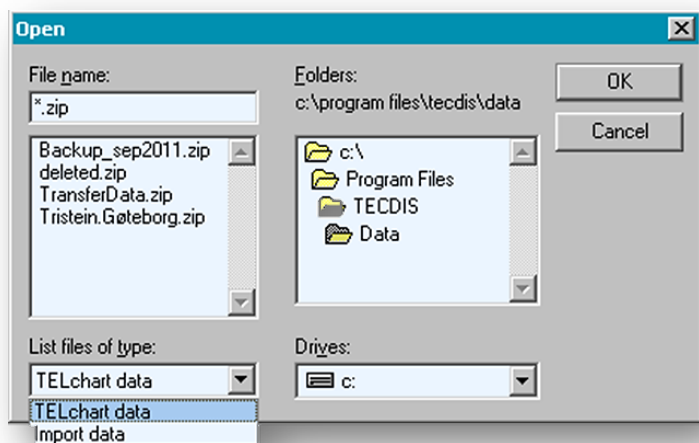 Open
File name:
*.zip
Backup_sep2011.zip
deleted.zip
TransferData.zip
Tristein.Gøteborg.zip
List files of type:
TELchart data
TELchart data
Import data
Folders:
c:\program files\tecdis\data
c:\
Program Files
TECDIS
Data
Drives:
c:
OK
Cancel